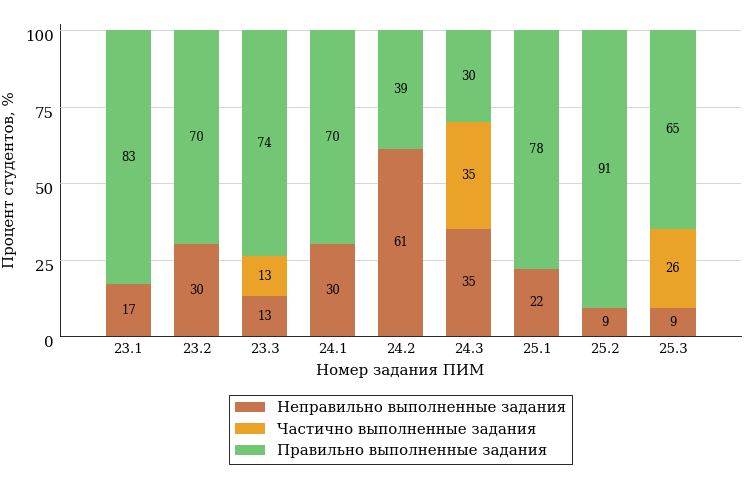 100
75
50
25
0
Процент студентов, %
83 70 74 70 39 30 78 91 65
13 35 26
17 30 13 30 61 35 22 9 9
23.1 23.2 23.3 24.1 24.2 24.3 25.1 25.2 25.3
Номер задания ПИМ
Неправильно выполненные задания
Частично выполненные задания
Правильно выполненные задания